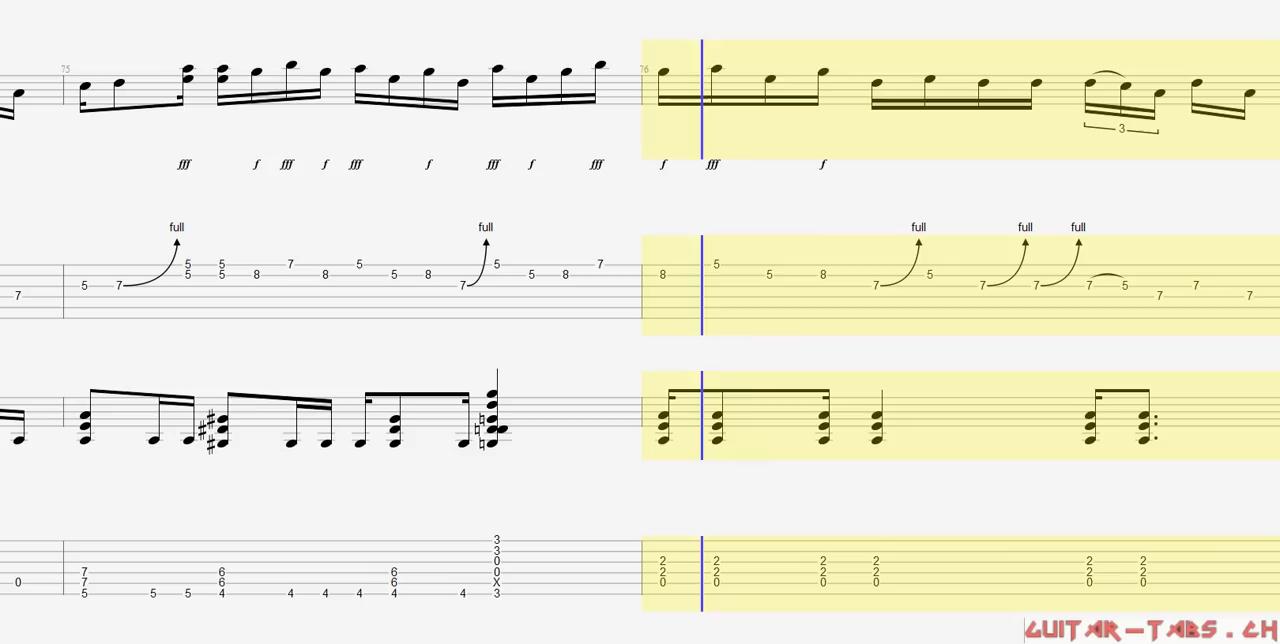 75 76
3
fff f fff f fff f fff f fff f fff f
full full full full full
5 5 7 5 5 5 7
7 5 7 5 5 8 8 5 8 5 8 8 5 8 5
5 7 7 7 7 7 7 5 7
7 7
3
3
0 2 2 2 2 2 2
7 6 6 0 2 2 2 2 2 2
0 7 6 6 X 0 0 0 0 0 0
5 5 5 4 4 4 4 4 4 3
GUITAR-TABS.CH